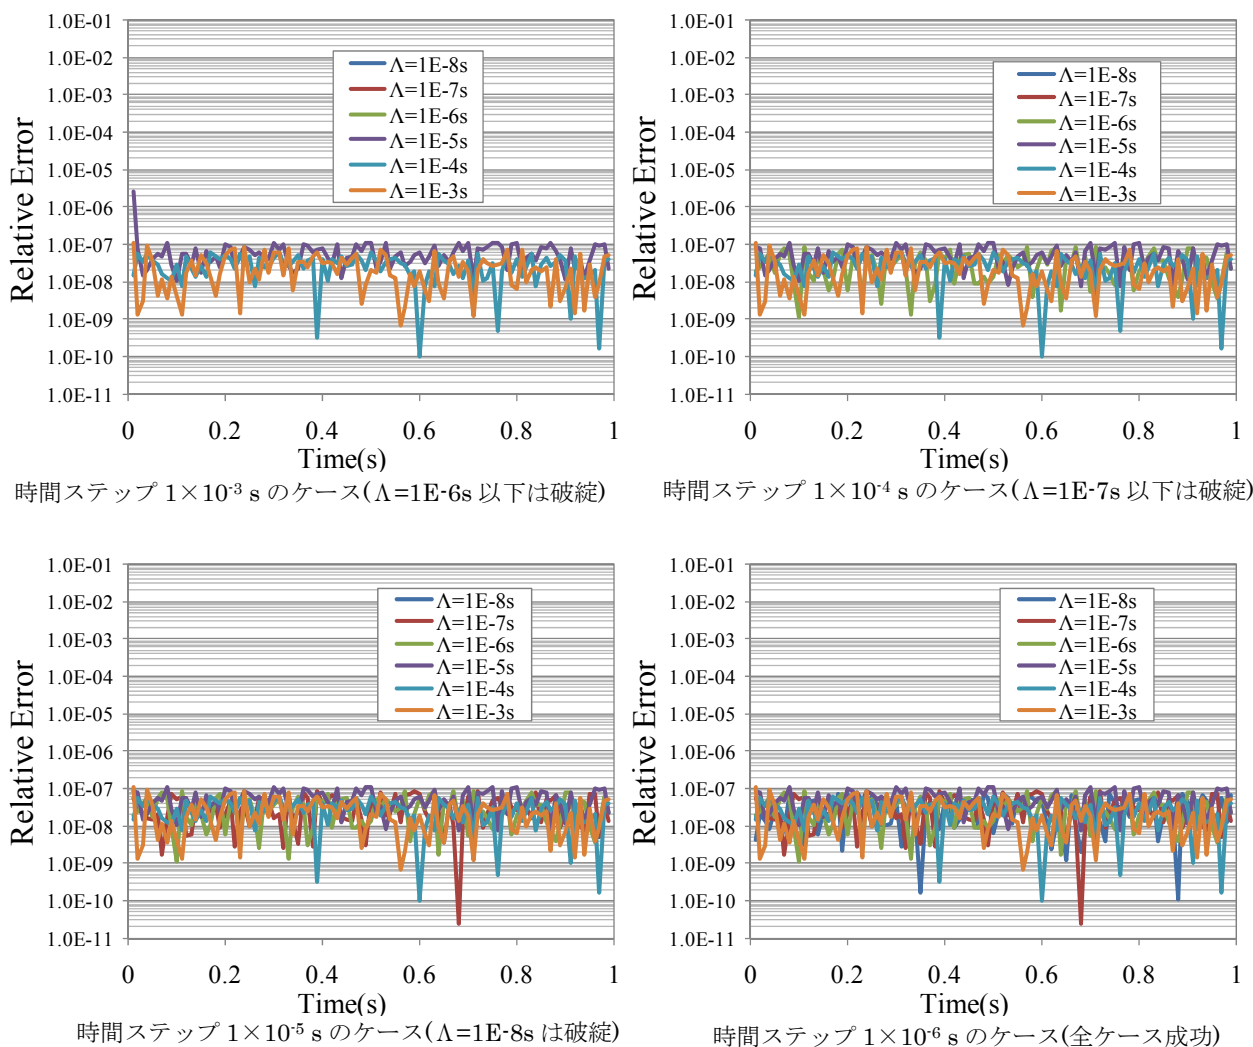 1.0E-01
1.0E-02
1.0E-03
1.0E-04
1.0E-05
1.0E-06
1.0E-07
1.0E-08
1.0E-09
1.0E-10
1.0E-11
Relative Error
Λ=1E-8s
Λ=1E-7s
Λ=1E-6s
Λ=1E-5s
Λ=1E-4s
Λ=1E-3s
0 0.2 0.4 0.6 0.8 1
Time(s)
時間ステップ 1×10-3 s のケース(Λ=1E-6s 以下は破綻)
1.0E-01
1.0E-02
1.0E-03
1.0E-04
1.0E-05
1.0E-06
1.0E-07
1.0E-08
1.0E-09
1.0E-10
1.0E-11
Relative Error
Λ=1E-8s
Λ=1E-7s
Λ=1E-6s
Λ=1E-5s
Λ=1E-4s
Λ=1E-3s
0 0.2 0.4 0.6 0.8 1
Time(s)
時間ステップ 1×10-4 s のケース(Λ=1E-7s 以下は破綻)
1.0E-01
1.0E-02
1.0E-03
1.0E-04
1.0E-05
1.0E-06
1.0E-07
1.0E-08
1.0E-09
1.0E-10
1.0E-11
Relative Error
Λ=1E-8s
Λ=1E-7s
Λ=1E-6s
Λ=1E-5s
Λ=1E-4s
Λ=1E-3s
0 0.2 0.4 0.6 0.8 1
Time(s)
時間ステップ 1×10-5 s のケース(Λ=1E-8s は破綻)
1.0E-01
1.0E-02
1.0E-03
1.0E-04
1.0E-05
1.0E-06
1.0E-07
1.0E-08
1.0E-09
1.0E-10
1.0E-11
Relative Error
Λ=1E-8s
Λ=1E-7s
Λ=1E-6s
Λ=1E-5s
Λ=1E-4s
Λ=1E-3s
0 0.2 0.4 0.6 0.8 1
Time(s)
時間ステップ 1×10-6 s のケース(全ケース成功)